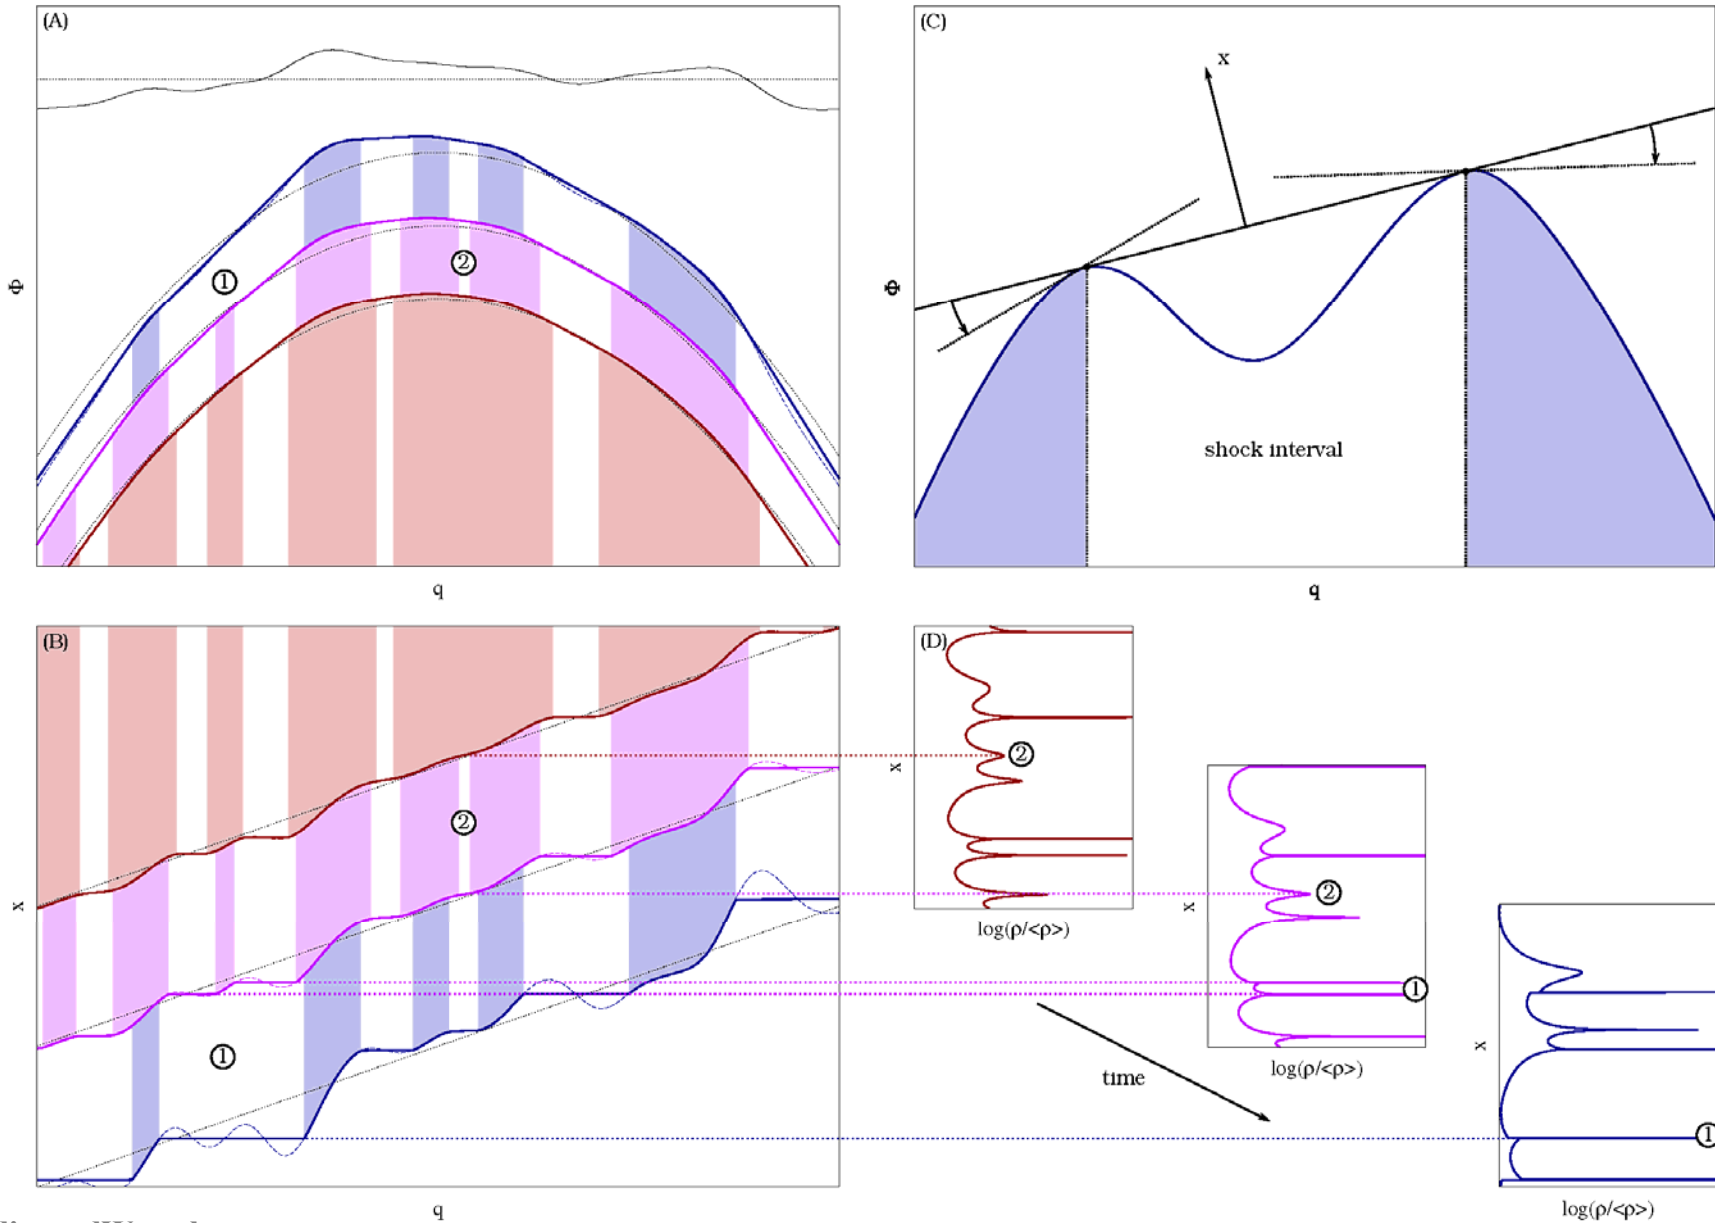 (A)
Φ
①
②
q
(C)
x
Φ
shock interval
q
(B)
x
②
①
q
(D)
x
②
log(ρ/<ρ>)
x
②
①
log(ρ/<ρ>)
time
x
①
log(ρ/<ρ>)